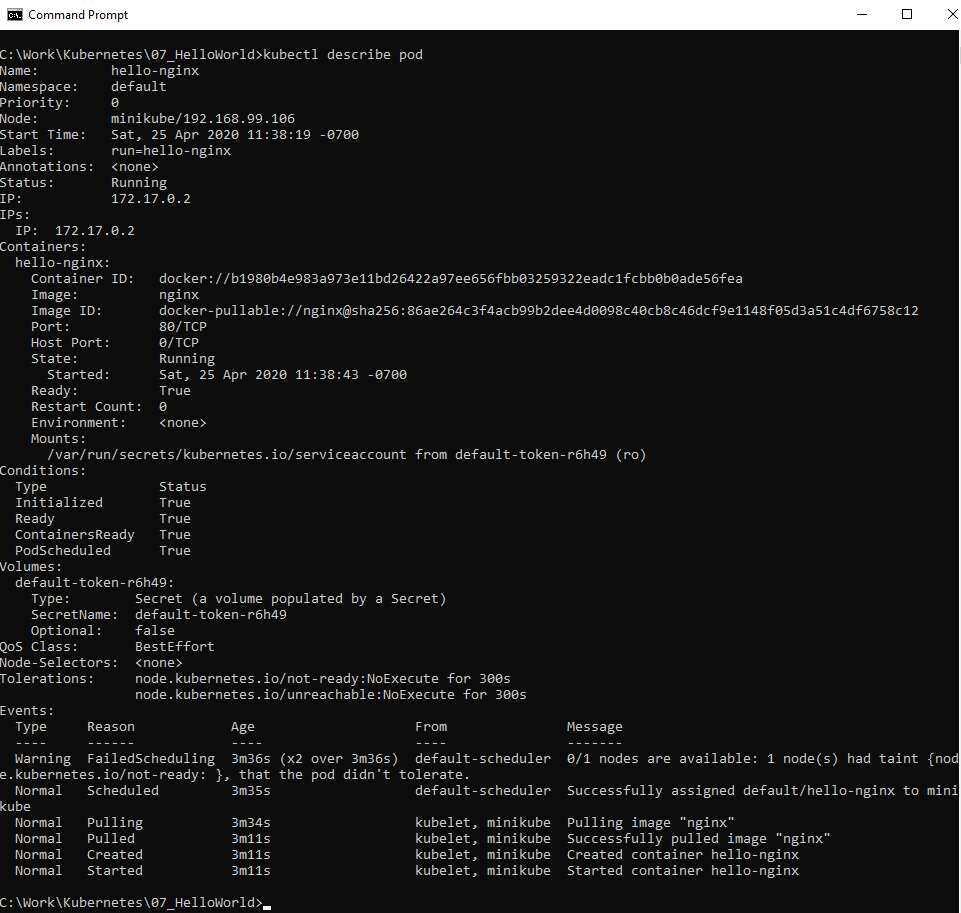 Command Prompt
C:\Work\Kubernetes\07_HelloWorld>kubectl describe pod
Name:         hello-nginx
Namespace:    default
Priority:     0
Node:         minikube/192.168.99.106
Start Time:   Sat, 25 Apr 2020 11:38:19 -0700
Labels:       run=hello-nginx
Annotations:  <none>
Status:       Running
IP:           172.17.0.2
IPs:
  IP:  172.17.0.2
Containers:
  hello-nginx:
    Container ID:   docker://b1980b4e983a973e11bd26422a97ee656fbb03259322eadc1fcbb0b0ade56fea
    Image:          nginx
    Image ID:       docker-pullable://nginx@sha256:86ae264c3f4acb99b2dee4d0098c40cb8c46dcf9e1148f05d3a51c4df6758c12
    Port:           80/TCP
    Host Port:      0/TCP
    State:          Running
      Started:      Sat, 25 Apr 2020 11:38:43 -0700
    Ready:          True
    Restart Count:  0
    Environment:    <none>
    Mounts:
      /var/run/secrets/kubernetes.io/serviceaccount from default-token-r6h49 (ro)
Conditions:
  Type              Status
  Initialized       True
  Ready             True
  ContainersReady   True
  PodScheduled      True
Volumes:
  default-token-r6h49:
    Type:        Secret (a volume populated by a Secret)
    SecretName:  default-token-r6h49
    Optional:    false
QoS Class:       BestEffort
Node-Selectors:  <none>
Tolerations:     node.kubernetes.io/not-ready:NoExecute for 300s
                 node.kubernetes.io/unreachable:NoExecute for 300s
Events:
  Type     Reason            Age                    From               Message
  ----     ------            ----                   ----               -------
  Warning  FailedScheduling  3m36s (x2 over 3m36s)  default-scheduler  0/1 nodes are available: 1 node(s) had taint {nod
e.kubernetes.io/not-ready: }, that the pod didn't tolerate.
  Normal   Scheduled         3m35s                  default-scheduler  Successfully assigned default/hello-nginx to mini
kube
  Normal   Pulling           3m34s                  kubelet, minikube  Pulling image "nginx"
  Normal   Pulled            3m11s                  kubelet, minikube  Successfully pulled image "nginx"
  Normal   Created           3m11s                  kubelet, minikube  Created container hello-nginx
  Normal   Started           3m11s                  kubelet, minikube  Started container hello-nginx
C:\Work\Kubernetes\07_HelloWorld>